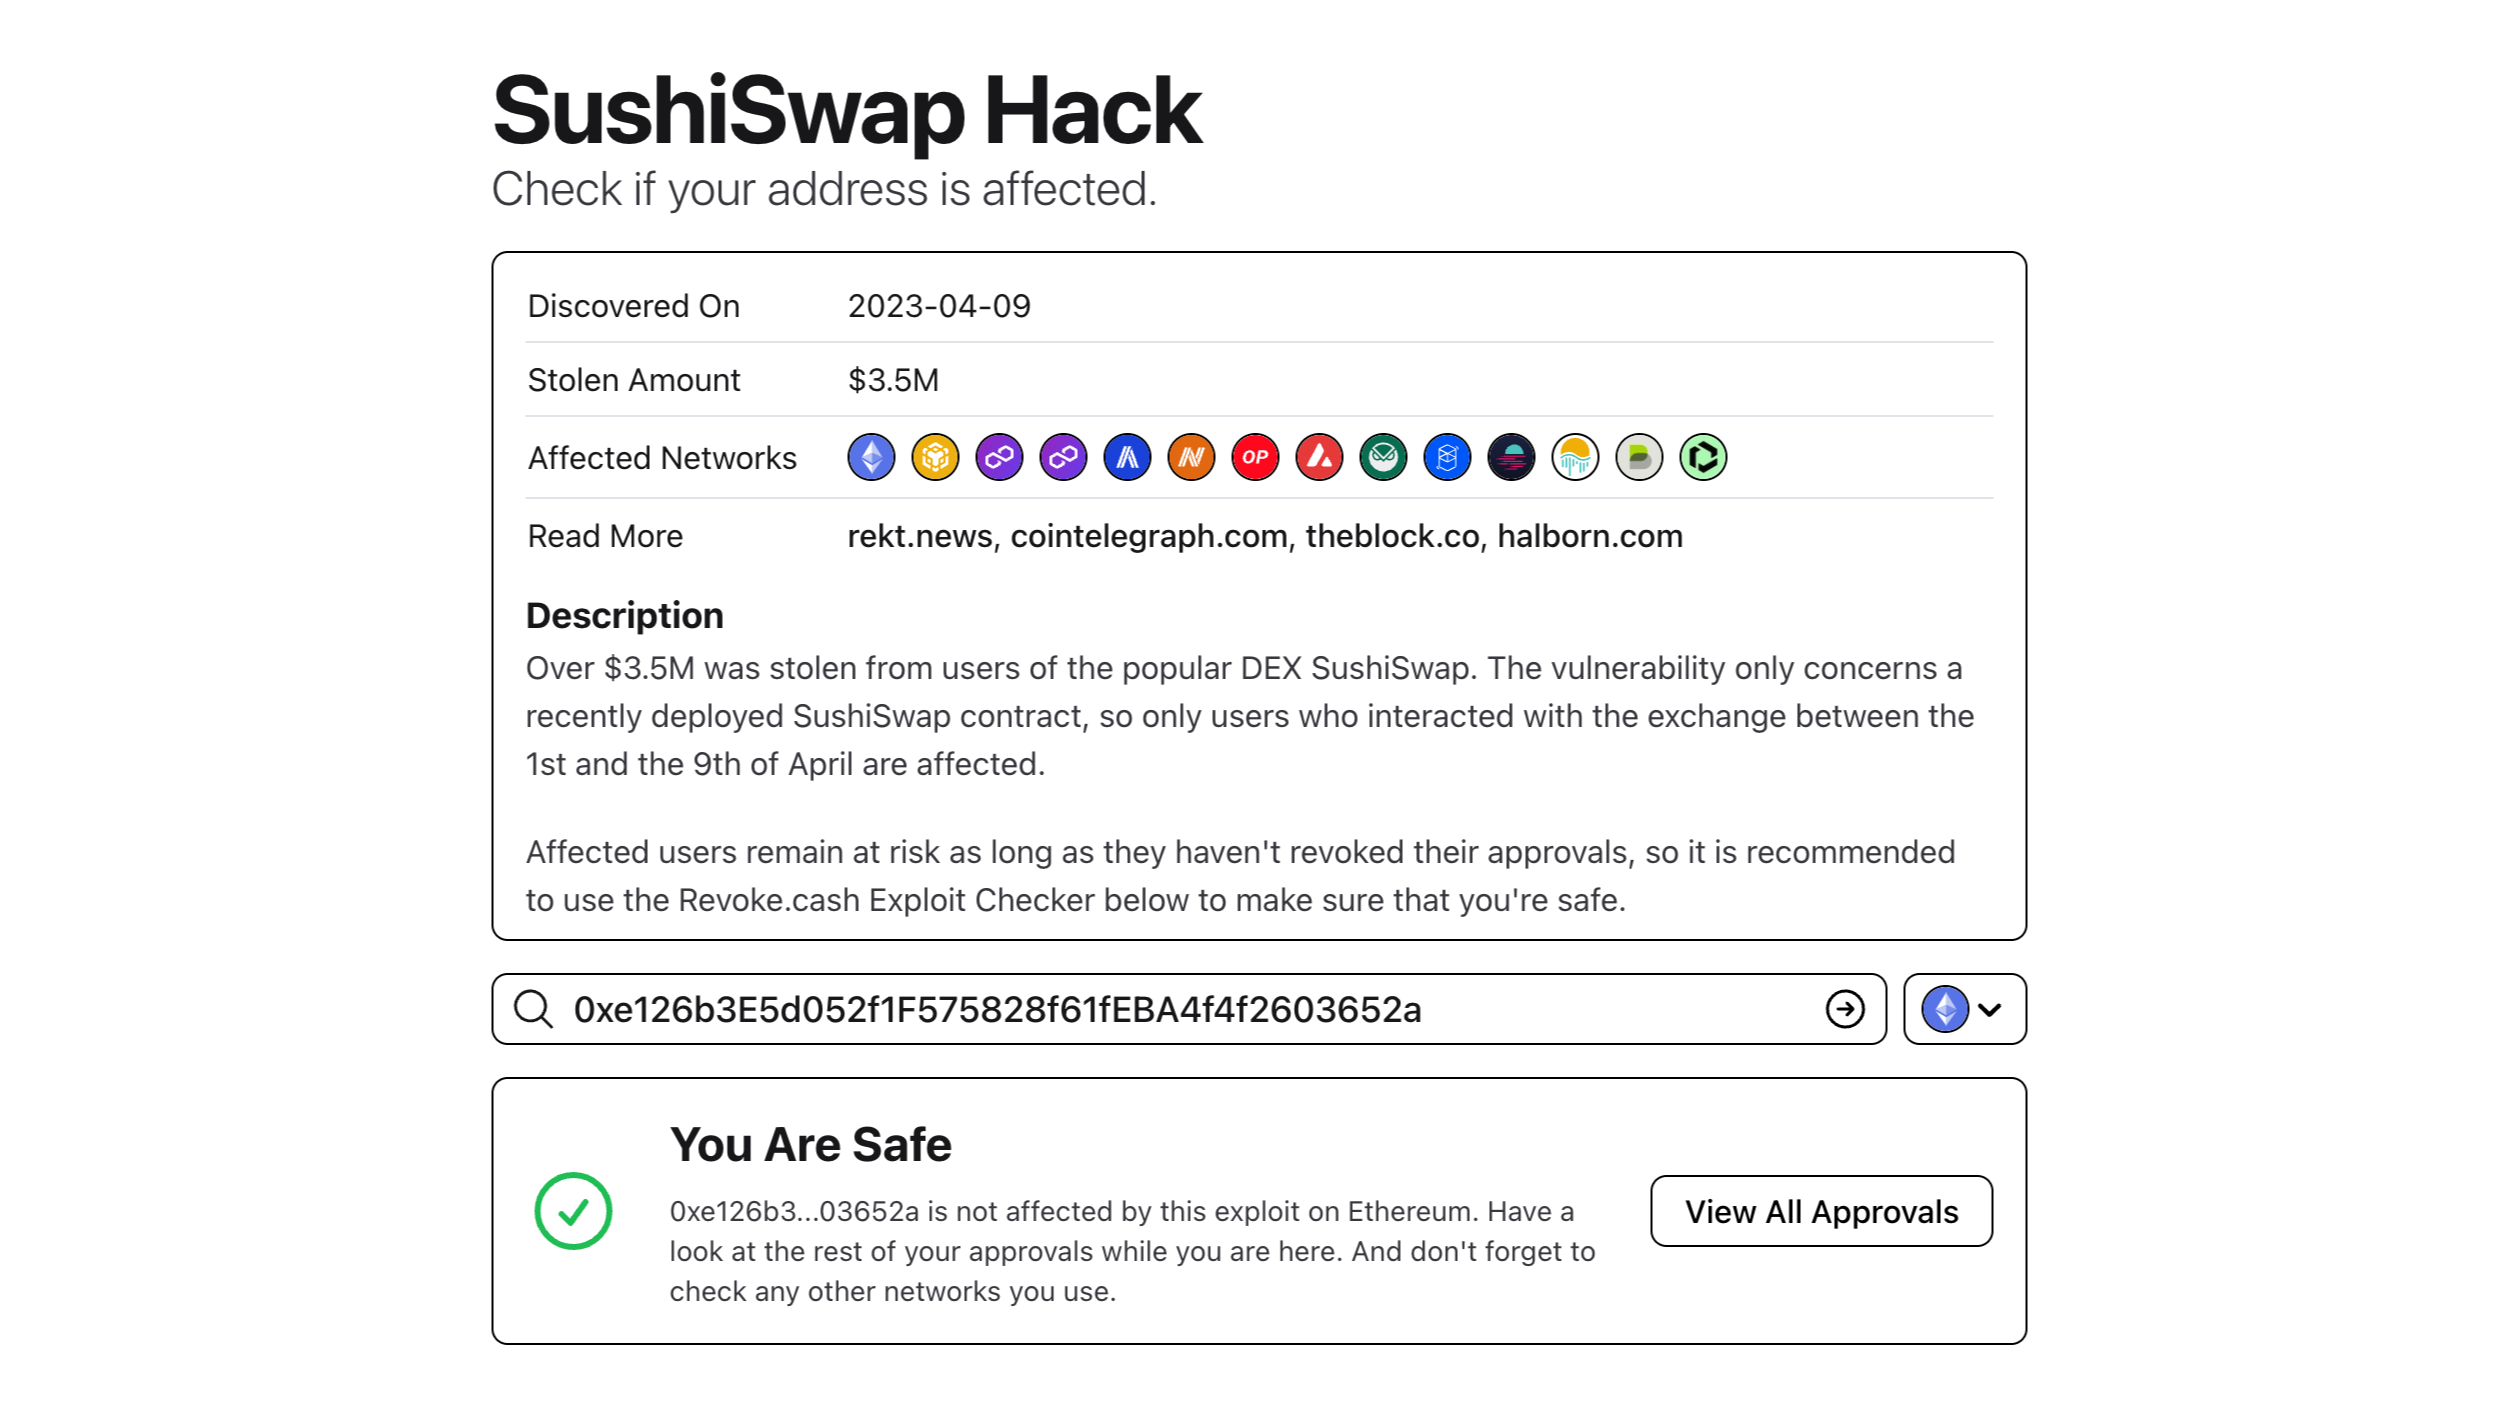 SushiSwap Hack
Check if your address is affected.
Discovered On 2023-04-09
Stolen Amount $3.5M
Affected Networks OP
Read More rekt.news, cointelegraph.com, theblock.co, halborn.com
Description
Over $3.5M was stolen from users of the popular DEX SushiSwap. The vulnerability only concerns a
recently deployed SushiSwap contract, so only users who interacted with the exchange between the
1st and the 9th of April are affected.
Affected users remain at risk as long as they haven't revoked their approvals, so it is recommended
to use the Revoke.cash Exploit Checker below to make sure that you're safe.
0xe126b3E5d052f1F575828f61fEBA4f4f2603652a
You Are Safe
0xe126b3...03652a is not affected by this exploit on Ethereum. Have a
look at the rest of your approvals while you are here. And don't forget to
check any other networks you use.
View All Approvals